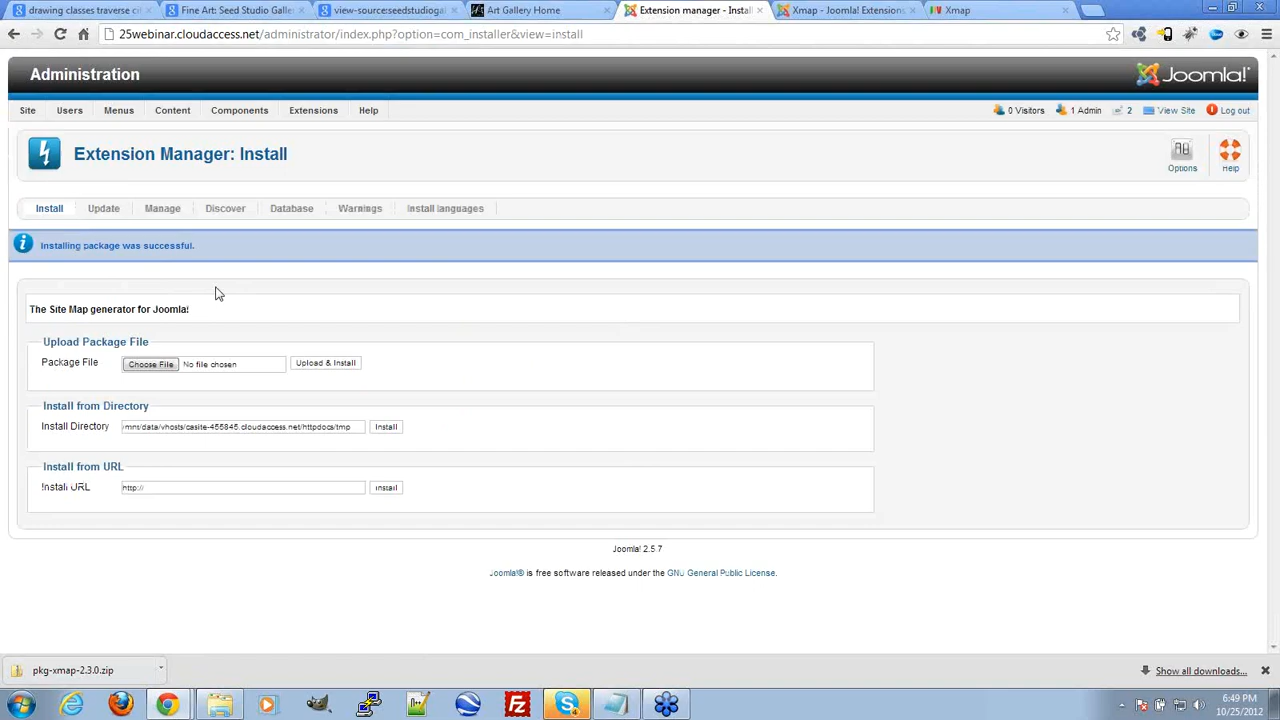 drawing classes traverse ci
Fine Art: Seed Studio Galle
view-source:seedstudioga
Art Gallery Home
Extension manager - Instal
Xmap - Joomla! Extensions
Xmap
25webinar.cloudaccess.net/administrator/index.php?option=com_installer&view=install
Administration
Joomla!
Site Users Menus Content Components Extensions Help
0 Visitors 1 Admin 2 View Site Log out
Extension Manager: Install
Options Help
Install Update Manage Discover Database Warnings Install languages
Installing package was successful.
The Site Map generator for Joomla!
Upload Package File
Package File Choose File No file chosen Upload & Install
Install from Directory
Install Directory /mnt/data/vhosts/casite-455845.cloudaccess.net/httpdocs/tmp Install
Install from URL
Install URL http:// Install
Joomla! 2.5.7
Joomla!® is free software released under the GNU General Public License.
pkg-xmap-2.3.0.zip
Show all downloads...
6:49 PM
10/25/2012